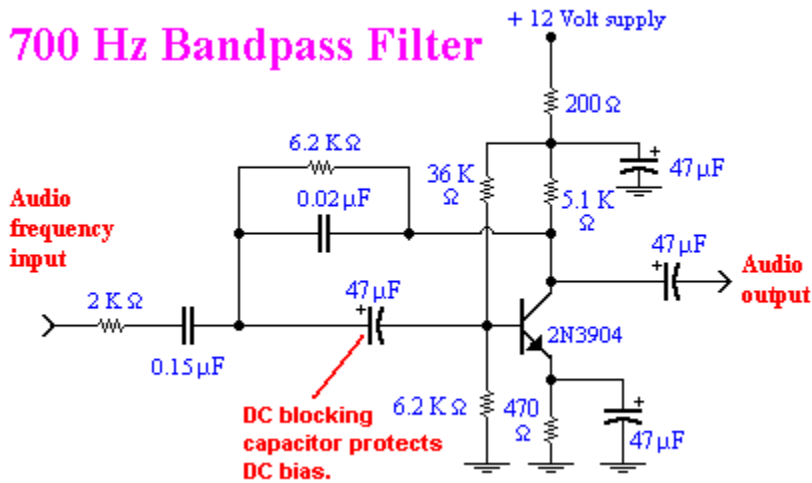 700 Hz Bandpass Filter
+ 12 Volt supply
200 Ω
6.2 K Ω
36 K
Ω
+
47 µF
5.1 K
Ω
0.02 µF
Audio
frequency
input
47 µF
+
Audio
output
2 K Ω
47 µF
+
2N3904
0.15 µF
DC blocking
capacitor protects
DC bias.
6.2 K Ω
470
Ω
+
47 µF